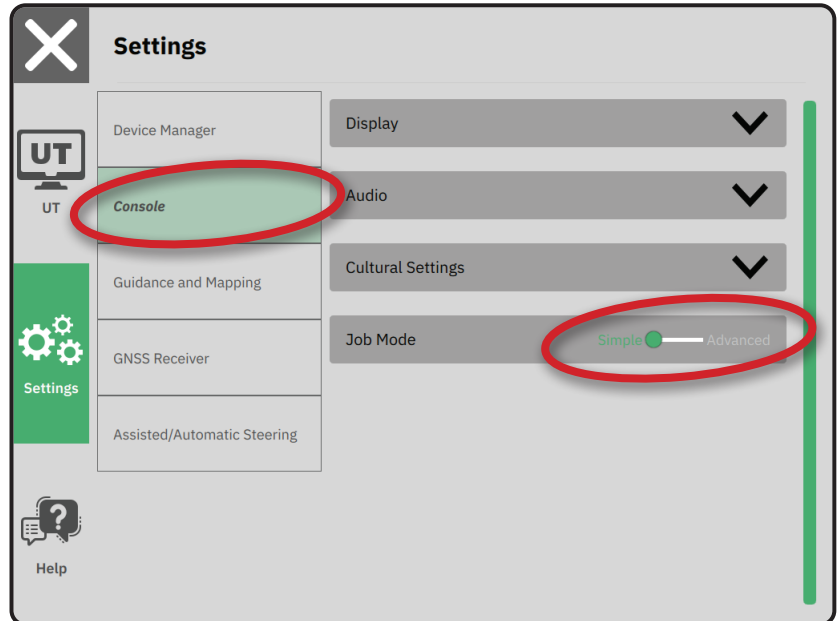 Settings
UT
UT
Settings
Help
Device Manager
Console
Guidance and Mapping
GNSS Receiver
Assisted/Automatic Steering
Display
Audio
Cultural Settings
Job Mode Simple Advanced